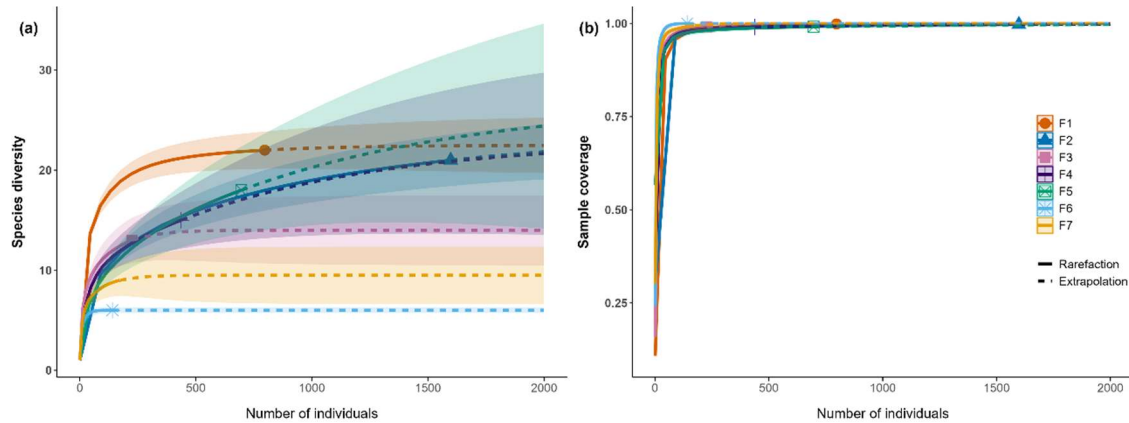 (a)
Species diversity
30
20
10
0
0 500 1000 1500 2000
Number of individuals
(b)
Sample coverage
1.00
0.75
0.50
0.25
0 500 1000 1500 2000
Number of individuals
F1
F2
F3
F4
F5
F6
F7
Rarefaction
Extrapolation